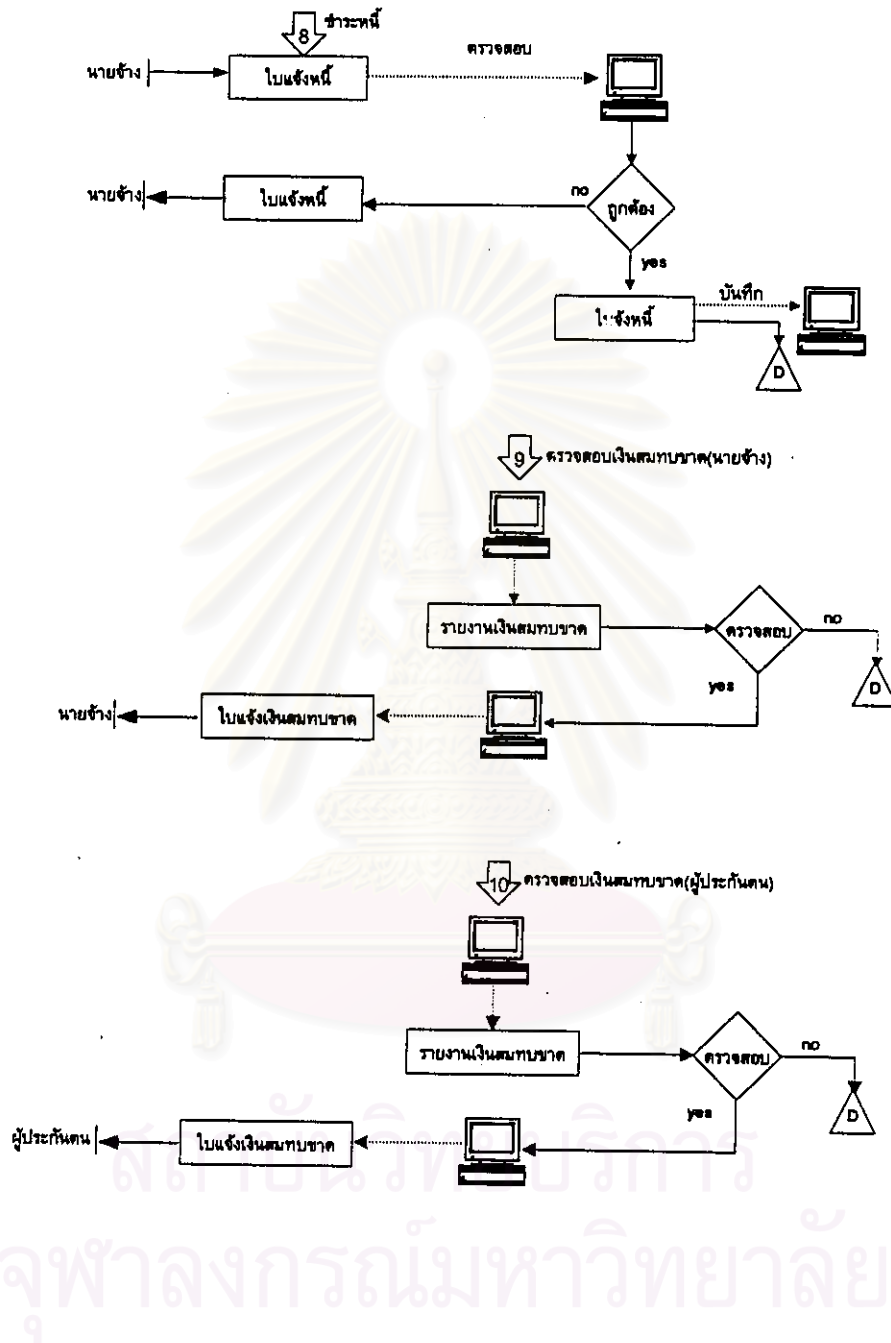 8 ชำระหนี้
นายจ้าง ใบแจ้งหนี้ ตรวจสอบ
นายจ้าง ใบแจ้งหนี้ no ถูกต้อง
yes
ใบแจ้งหนี้ บันทึก
D
9 ตรวจสอบเงินสมทบขาด(นายจ้าง)
รายงานเงินสมทบขาด ตรวจสอบ no
yes D
นายจ้าง ใบแจ้งเงินสมทบขาด
10 ตรวจสอบเงินสมทบขาด(ผู้ประกันตน)
รายงานเงินสมทบขาด ตรวจสอบ no
yes D
ผู้ประกันตน ใบแจ้งเงินสมทบขาด
สถาบันวิทยบริการ
จุฬาลงกรณ์มหาวิทยาลัย